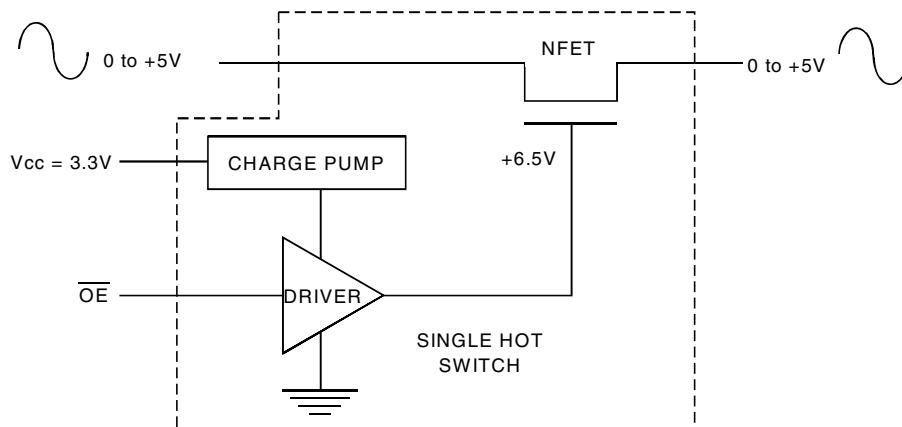 NFET
0 to +5V
0 to +5V
Vcc = 3.3V
CHARGE PUMP
+6.5V
OE
DRIVER
SINGLE HOT
SWITCH